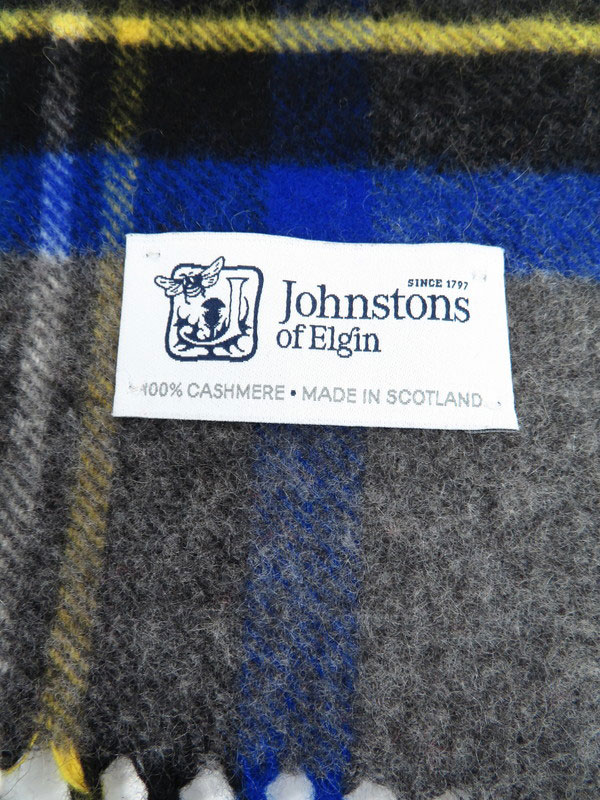 SINCE 1797
Johnstons
of Elgin
100% CASHMERE • MADE IN SCOTLAND